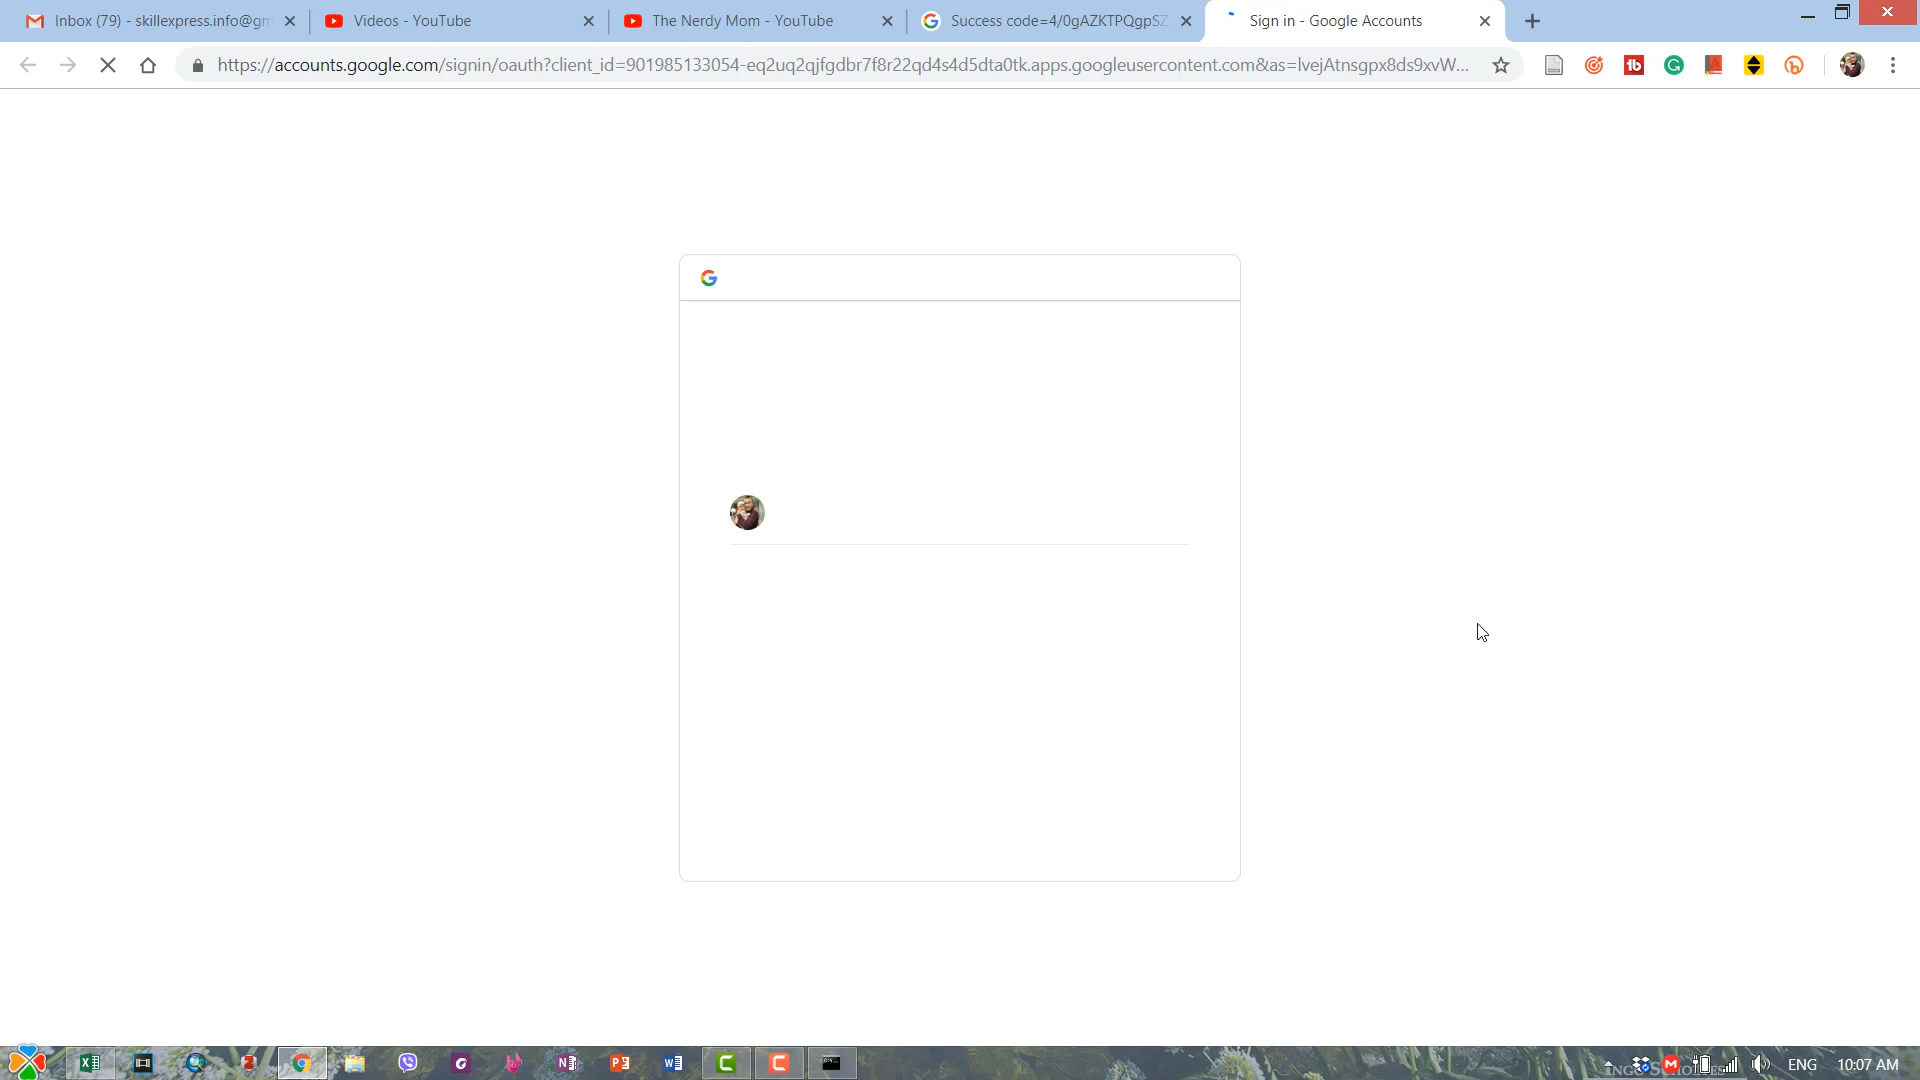 Inbox (79) - skillexpress.info@gm
Videos - YouTube
The Nerdy Mom - YouTube
Success code=4/0gAZKTPQgpSZ
Sign in - Google Accounts
https://accounts.google.com/signin/oauth?client_id=901985133054-eq2uq2qjfgdbr7f8r22qd4s4d5dta0tk.apps.googleusercontent.com&as=lvejAtnsgpx8ds9xvW...
ENG
10:07 AM